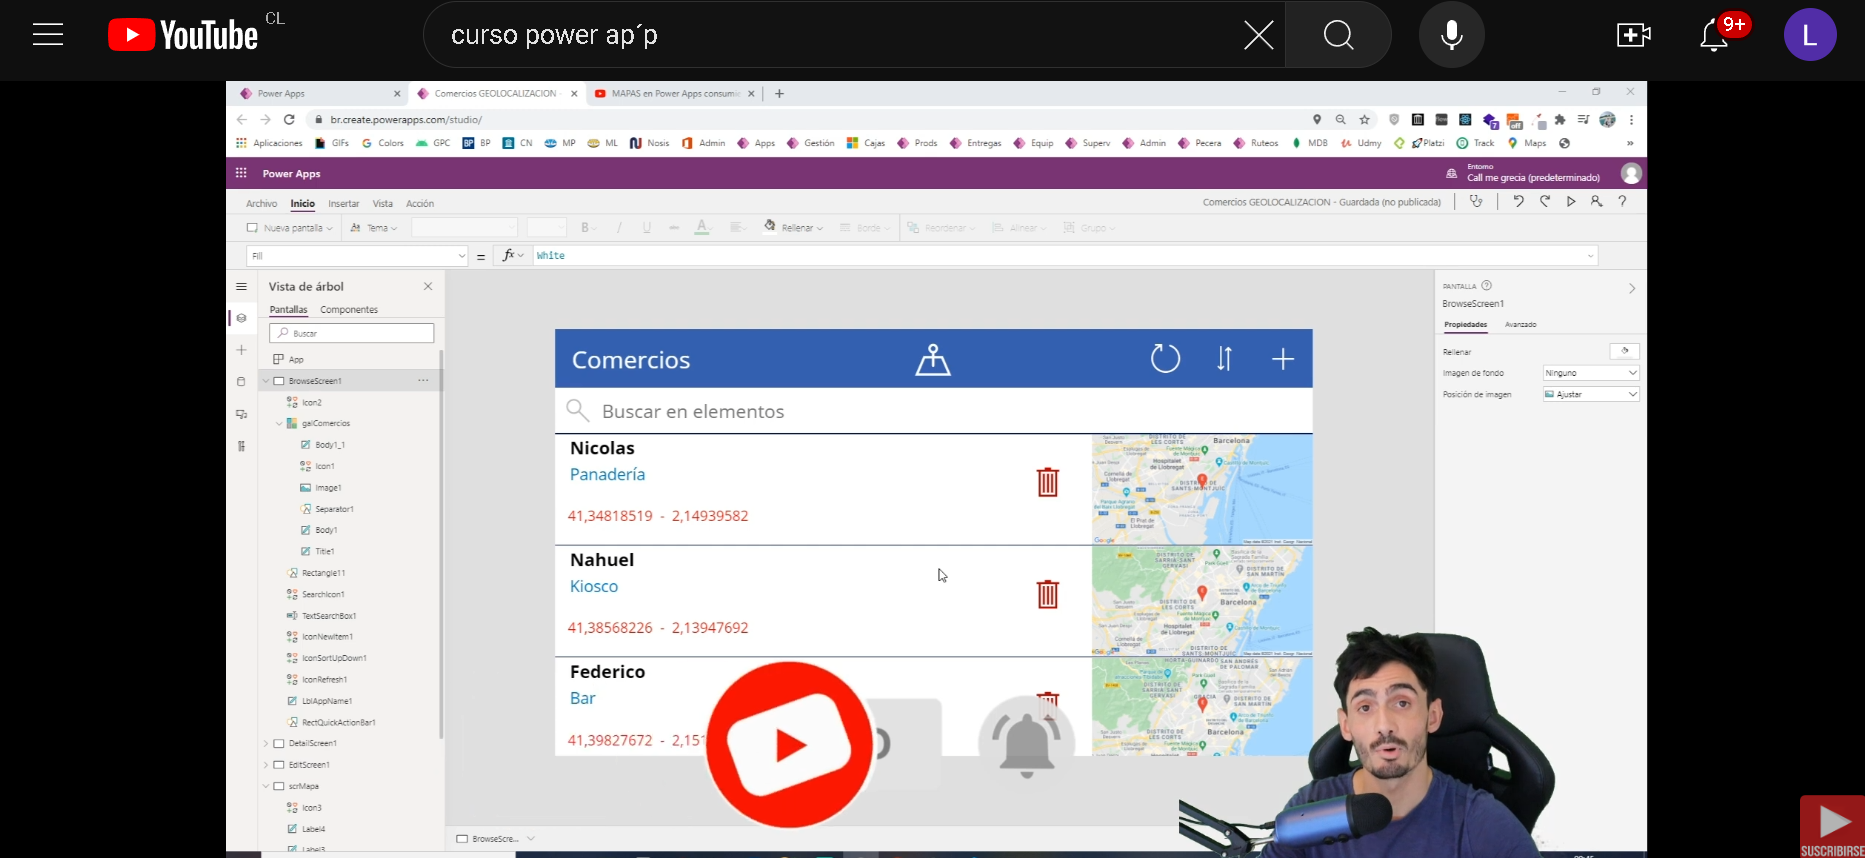 YouTube CL
curso power ap´p
9+
L
Power Apps
Comercios GEOLOCALIZACION -
MAPAS en Power Apps consumie
br.create.powerapps.com/studio/
Aplicaciones GIFs Colors GPC BP BP CN MP ML Nosis Admin Apps Gestión Cajas Prods Entregas Equip Superv Admin Pecera Ruteos MDB Udmy Platzi Track Maps »
Power Apps
Entorno
Call me grecia (predeterminado)
Archivo Inicio Insertar Vista Acción
Comercios GEOLOCALIZACION - Guardada (no publicada)
Nueva pantalla Tema B / U A Rellenar Borde Reordenar Alinear Grupo
Fill = fx White
Vista de árbol
Pantallas Componentes
Buscar
App
BrowseScreen1 ...
Icon2
galComercios
Body1_1
Icon1
Image1
Separator1
Body1
Title1
Rectangle11
SearchIcon1
TextSearchBox1
IconNewItem1
IconSortUpDown1
IconRefresh1
LblAppName1
RectQuickActionBar1
DetailScreen1
EditScreen1
scrMapa
Icon3
Label4
Label3
Comercios
Buscar en elementos
Nicolas
Panadería
41,34818519 - 2,14939582
Nahuel
Kiosco
41,38568226 - 2,13947692
Federico
Bar
41,39827672 - 2,151
Barcelona
Google
Barcelona
Barcelona
PANTALLA
BrowseScreen1
Propiedades Avanzado
Rellenar
Imagen de fondo Ninguno
Posición de imagen Ajustar
BrowseScre...
SUSCRIBIRSE